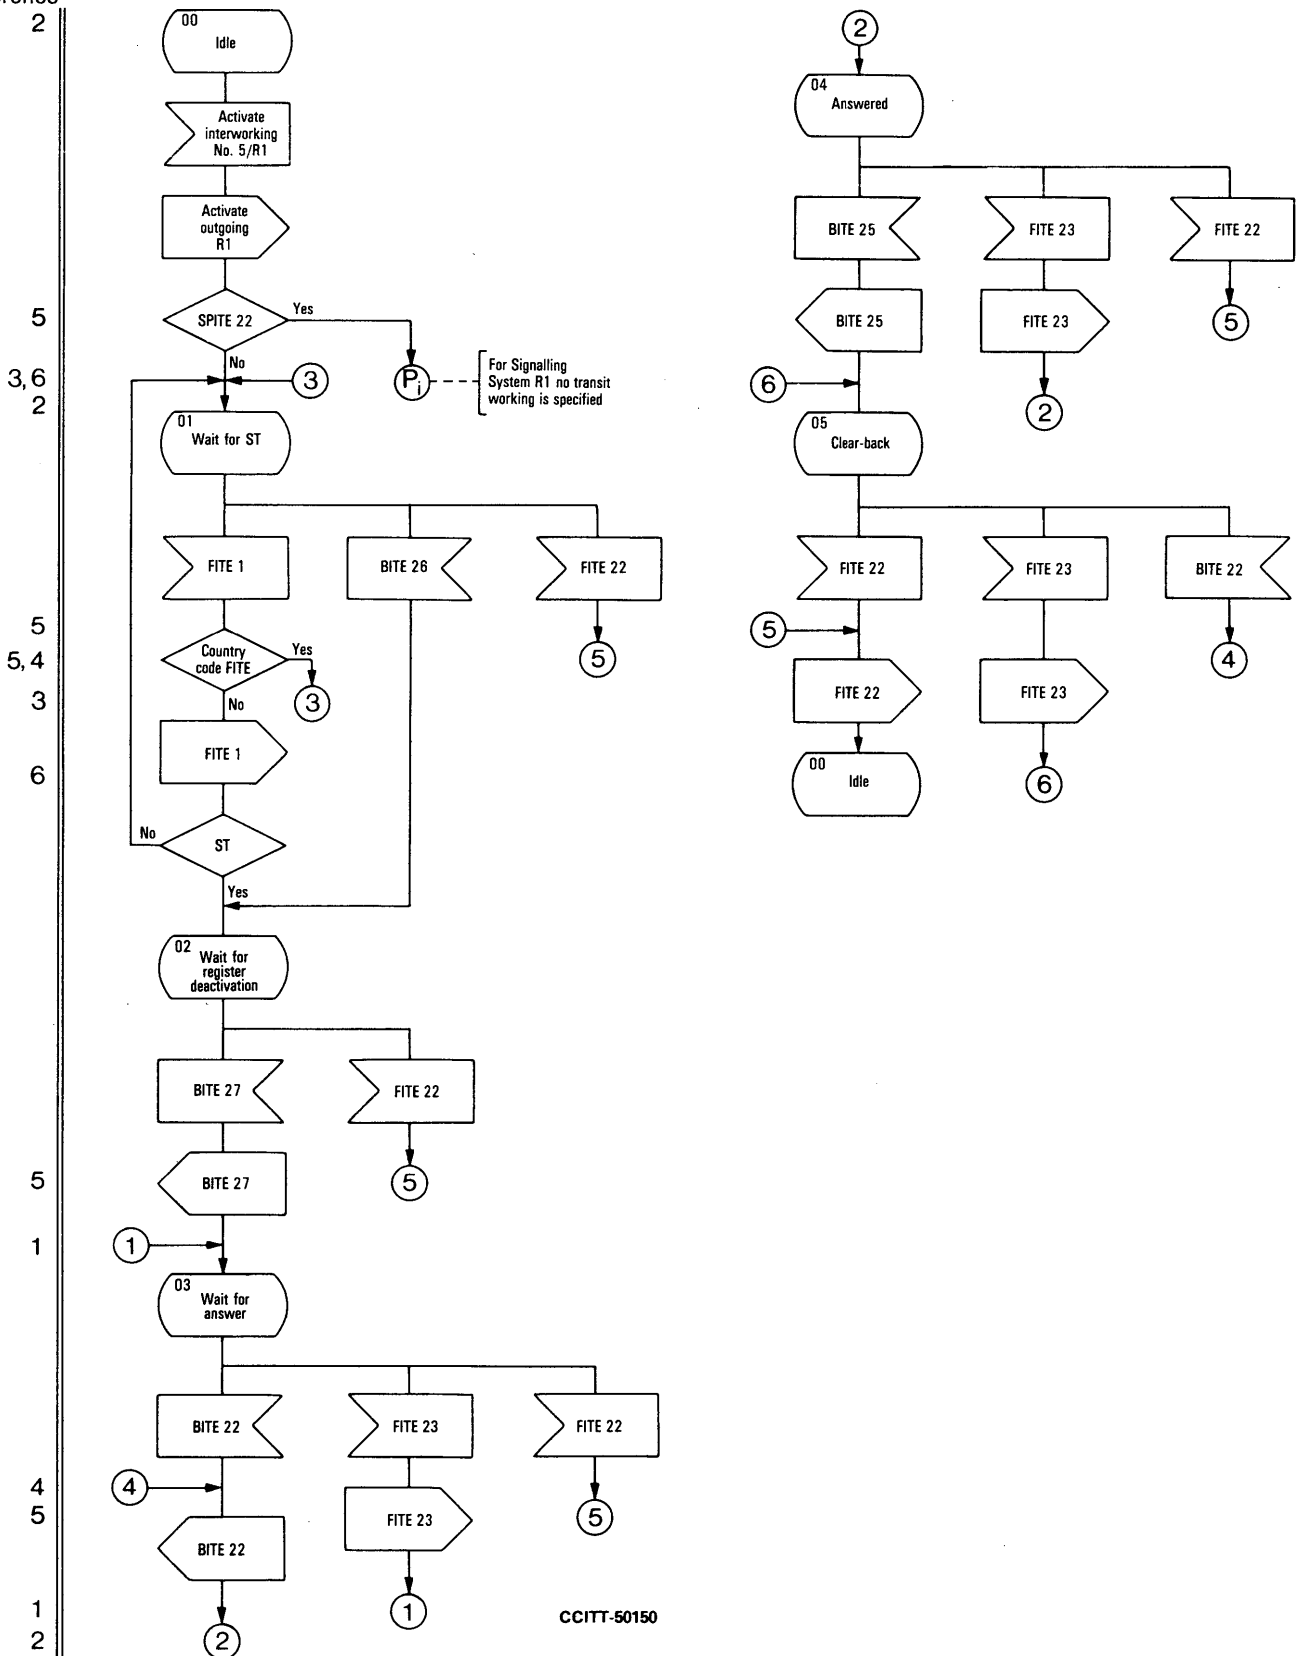 2
00
Idle
Activate
interworking
No. 5/R1
Activate
outgoing
R1
5
SPITE 22
Yes
No
3, 6
3
Pi
For Signalling
System R1 no transit
working is specified
2
01
Wait for ST
FITE 1
BITE 26
FITE 22
5
5
5, 4
Country
code FITE
Yes
3
3
No
FITE 1
6
No
ST
Yes
02
Wait for
register
deactivation
BITE 27
FITE 22
5
BITE 27
5
1
1
03
Wait for
answer
BITE 22
FITE 23
FITE 22
4
4
5
BITE 22
FITE 23
5
1
1
2
2
CCITT-50150
2
04
Answered
BITE 25
FITE 23
FITE 22
BITE 25
FITE 23
5
6
2
05
Clear-back
FITE 22
FITE 23
BITE 22
5
4
FITE 22
FITE 23
00
Idle
6